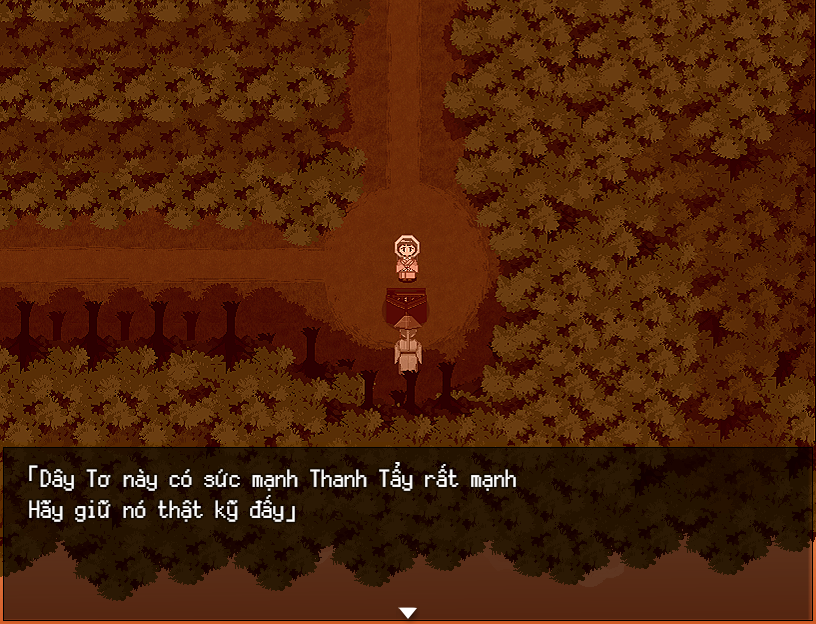 「Dây Tơ này có sức mạnh Thanh Tẩy rất mạnh
Hãy giữ nó thật kỹ đấy」